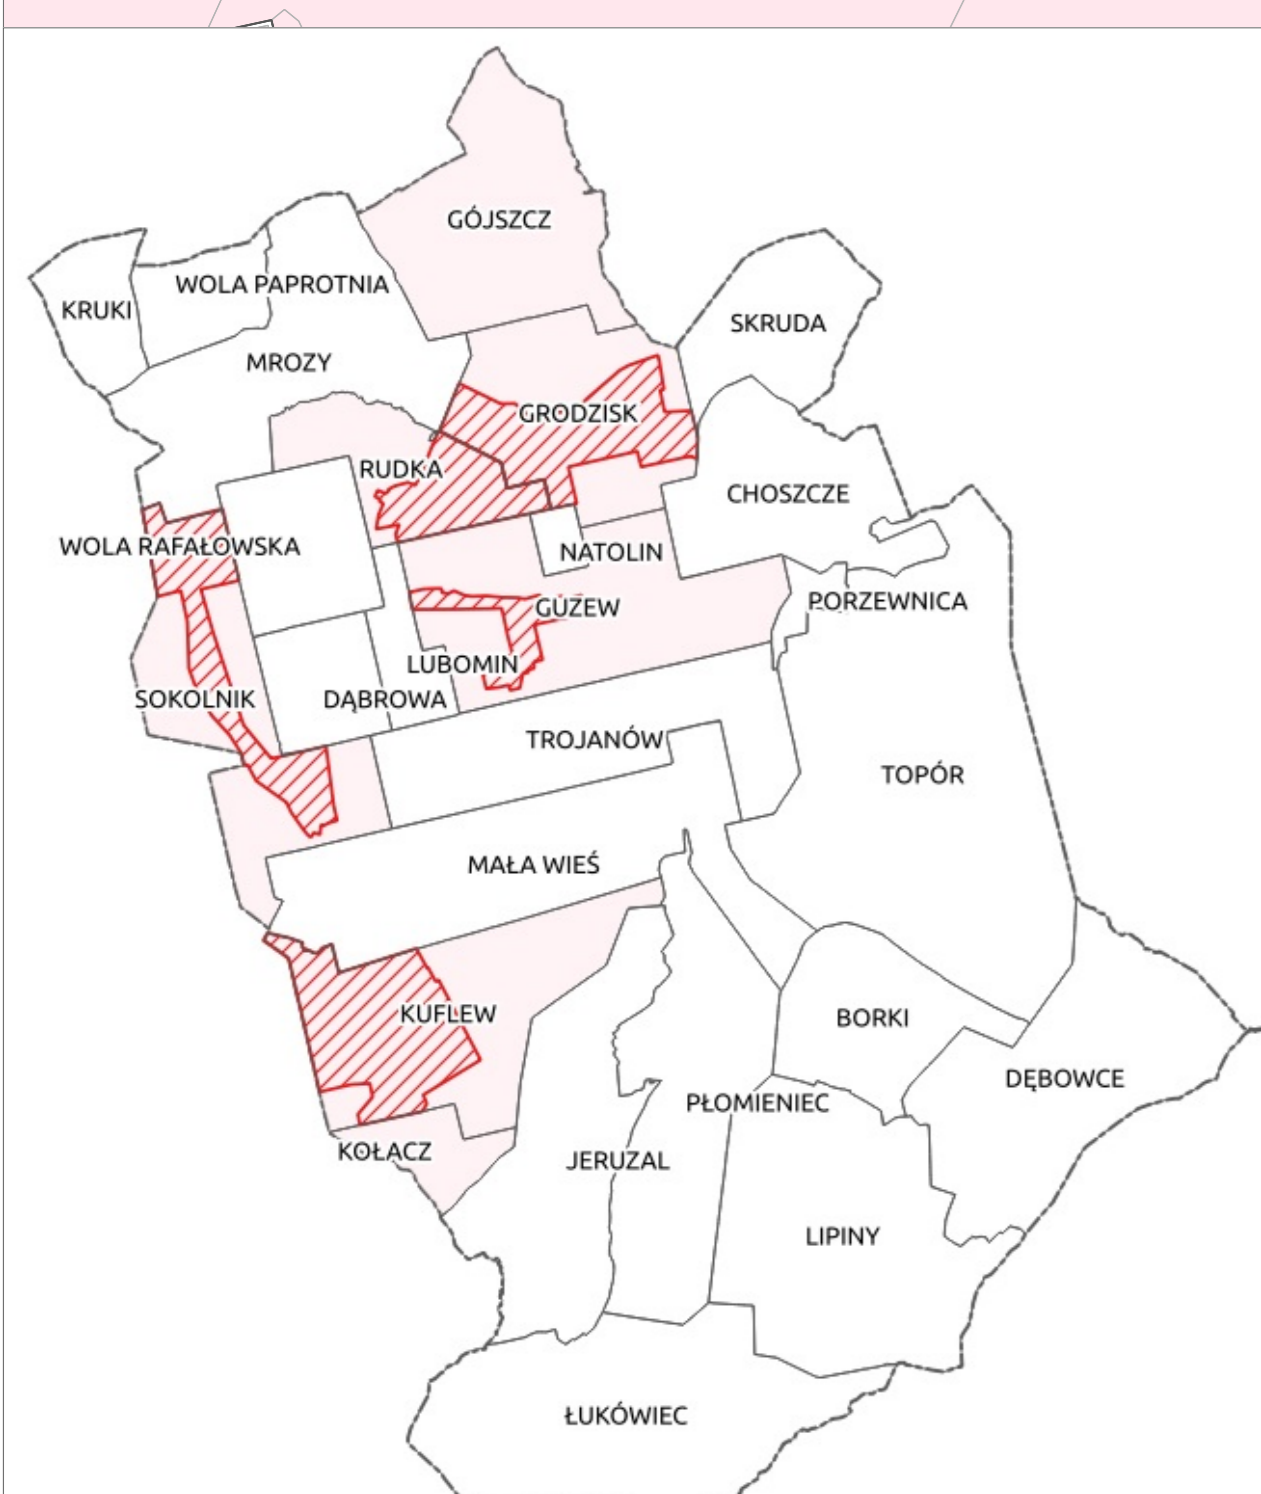 GÓJSZCZ
WOLA PAPROTNIA
KRUKI
SKRUDA
MROZY
GRODZISK
RUDKA
CHOSZCZE
WOLA RAFAŁOWSKA
NATOLIN
PORZEWNICA
GUZEW
LUBOMIN
SOKOLNIK
DĄBROWA
TROJANÓW
TOPÓR
MAŁA WIEŚ
KUFLEW
BORKI
DĘBOWCE
PŁOMIENIEC
KOŁACZ
JERUZAL
LIPINY
ŁUKÓWIEC